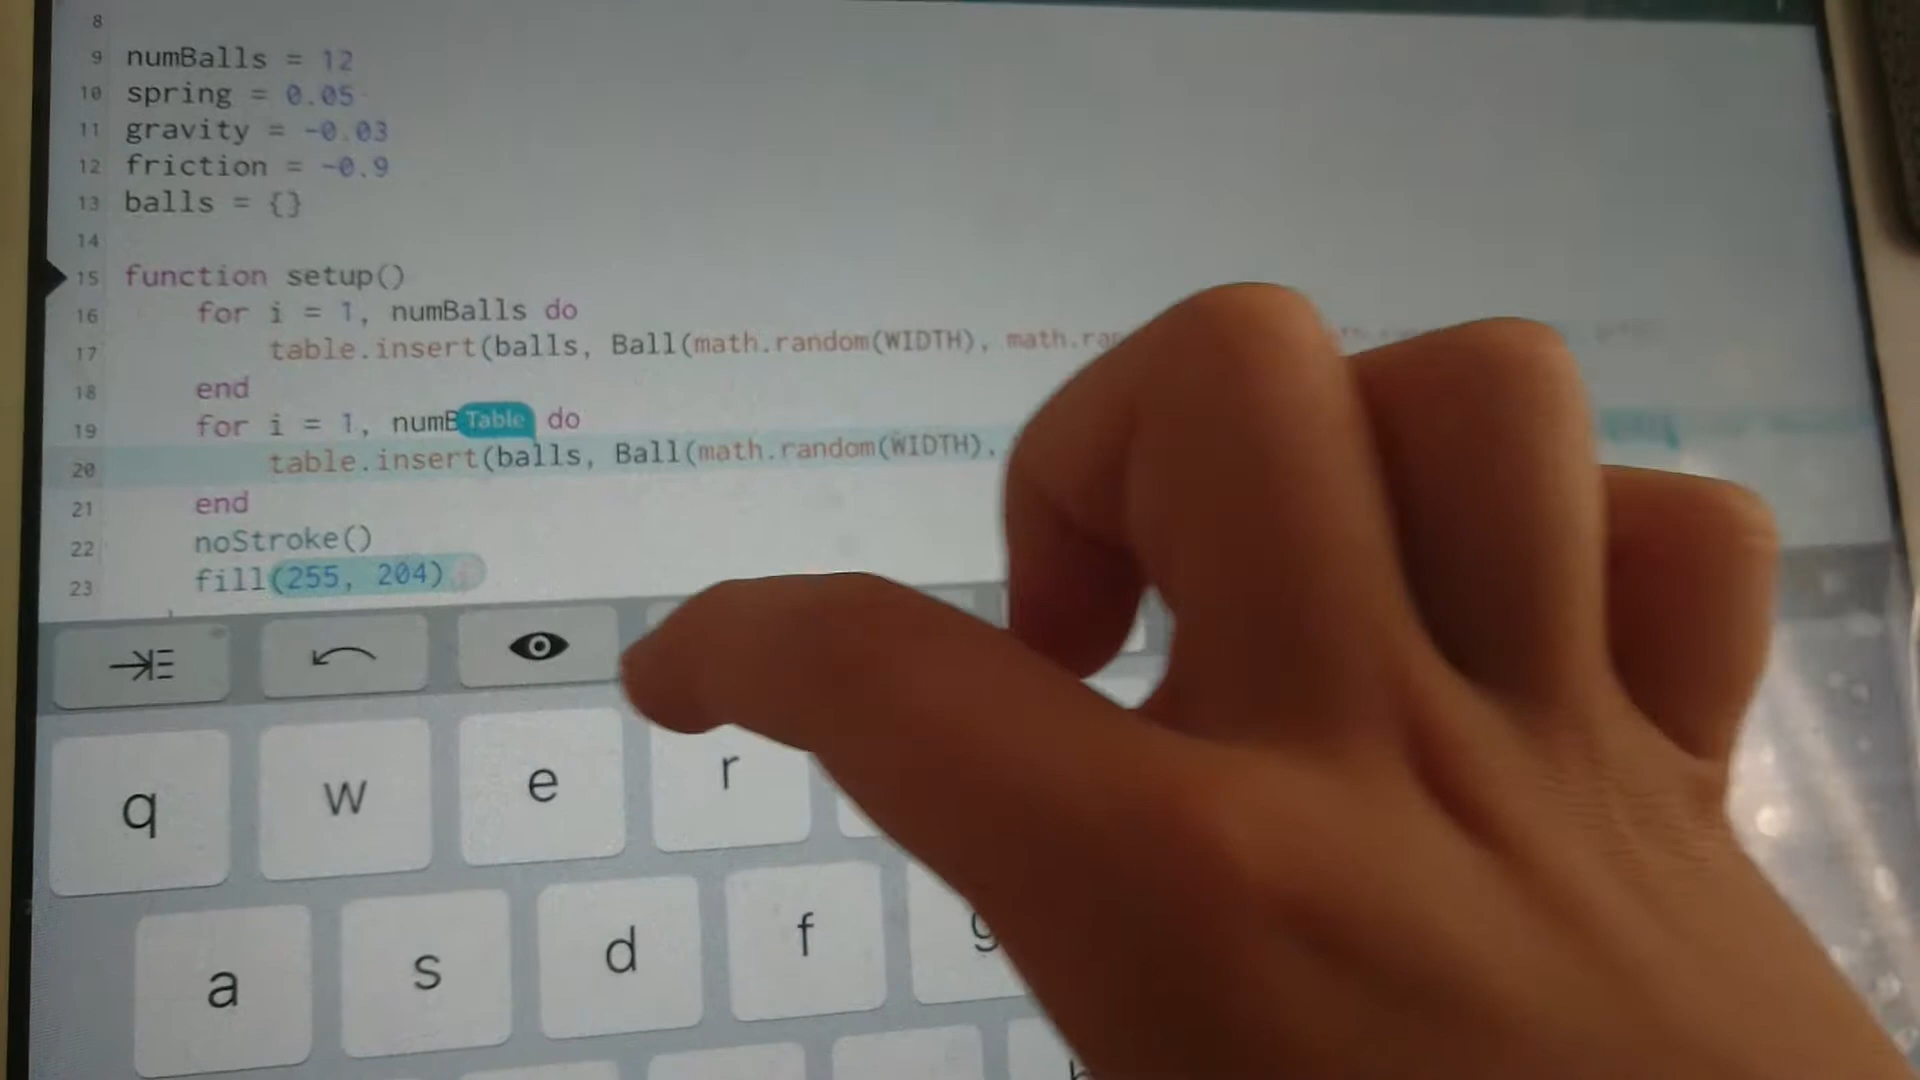 8
9 numBalls = 12
10 spring = 0.05
11 gravity = -0.03
12 friction = -0.9
13 balls = {}
14
15 function setup()
16 for i = 1, numBalls do
17 table.insert(balls, Ball(math.random(WIDTH), math.ran
18 end
19 for i = 1, numB Table do
20 table.insert(balls, Ball(math.random(WIDTH),
21 end
22 noStroke()
23 fill(255, 204)
q w e r
a s d f g